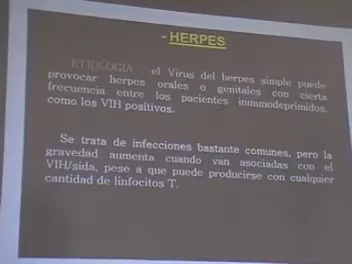 - HERPES
ETIOLOGIA el Virus del herpes simple puede
provocar herpes orales o genitales con cierta
frecuencia entre los pacientes inmunodeprimidos,
como los VIH positivos.
Se trata de infecciones bastante comunes, pero la
gravedad aumenta cuando van asociadas con el
VIH/sida, pese a que puede producirse con cualquier
cantidad de linfocitos T.